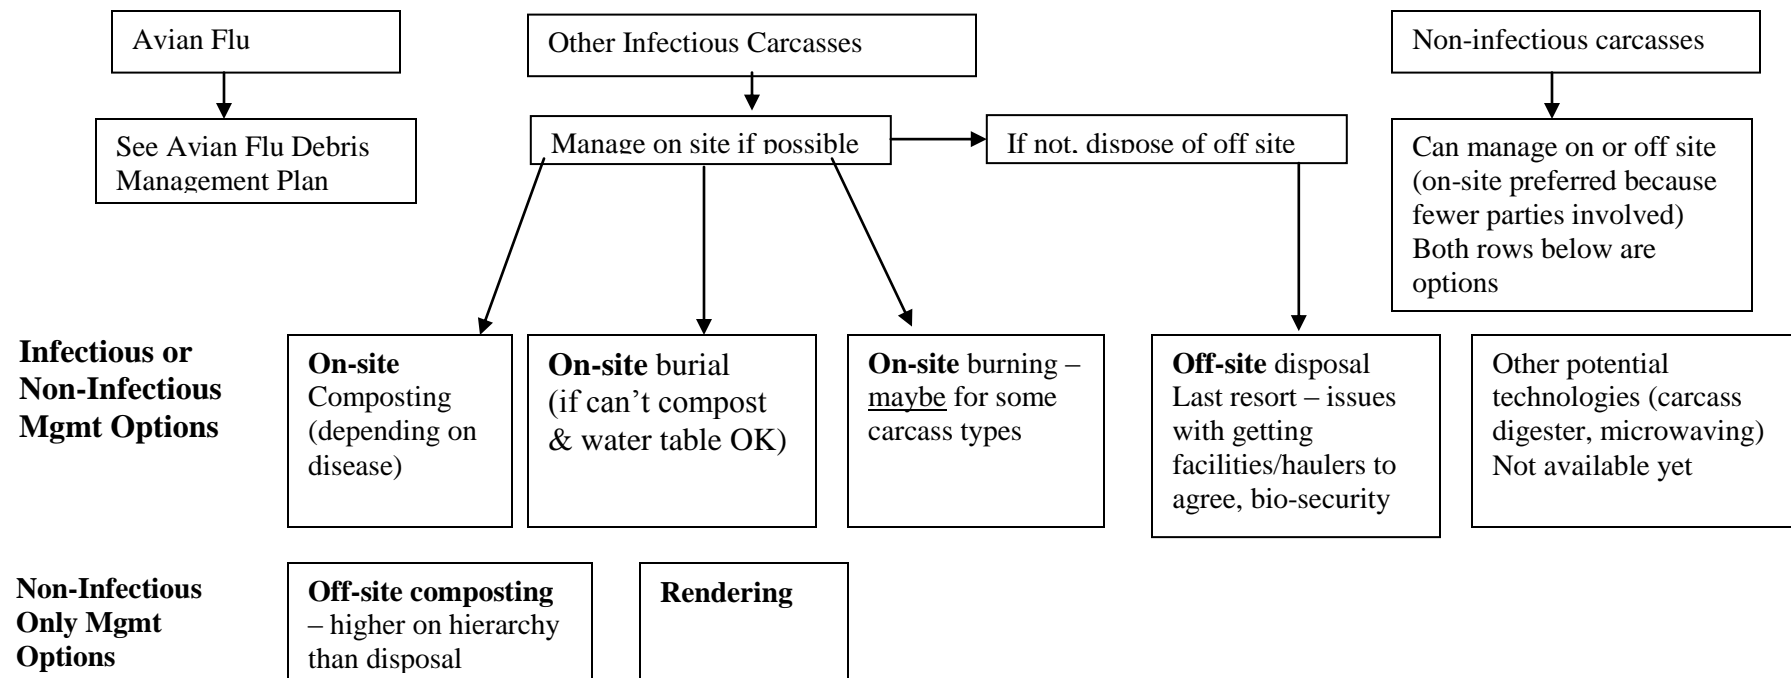 Avian Flu
Other Infectious Carcasses
Non-infectious carcasses
See Avian Flu Debris
Management Plan
Manage on site if possible
If not, dispose of off site
Can manage on or off site
(on-site preferred because
fewer parties involved)
Both rows below are
options
Infectious or
Non-Infectious
Mgmt Options
On-site
Composting
(depending on
disease)
On-site burial
(if can’t compost
& water table OK)
On-site burning –
maybe for some
carcass types
Off-site disposal
Last resort – issues
with getting
facilities/haulers to
agree, bio-security
Other potential
technologies (carcass
digester, microwaving)
Not available yet
Non-Infectious
Only Mgmt
Options
Off-site composting
– higher on hierarchy
than disposal
Rendering